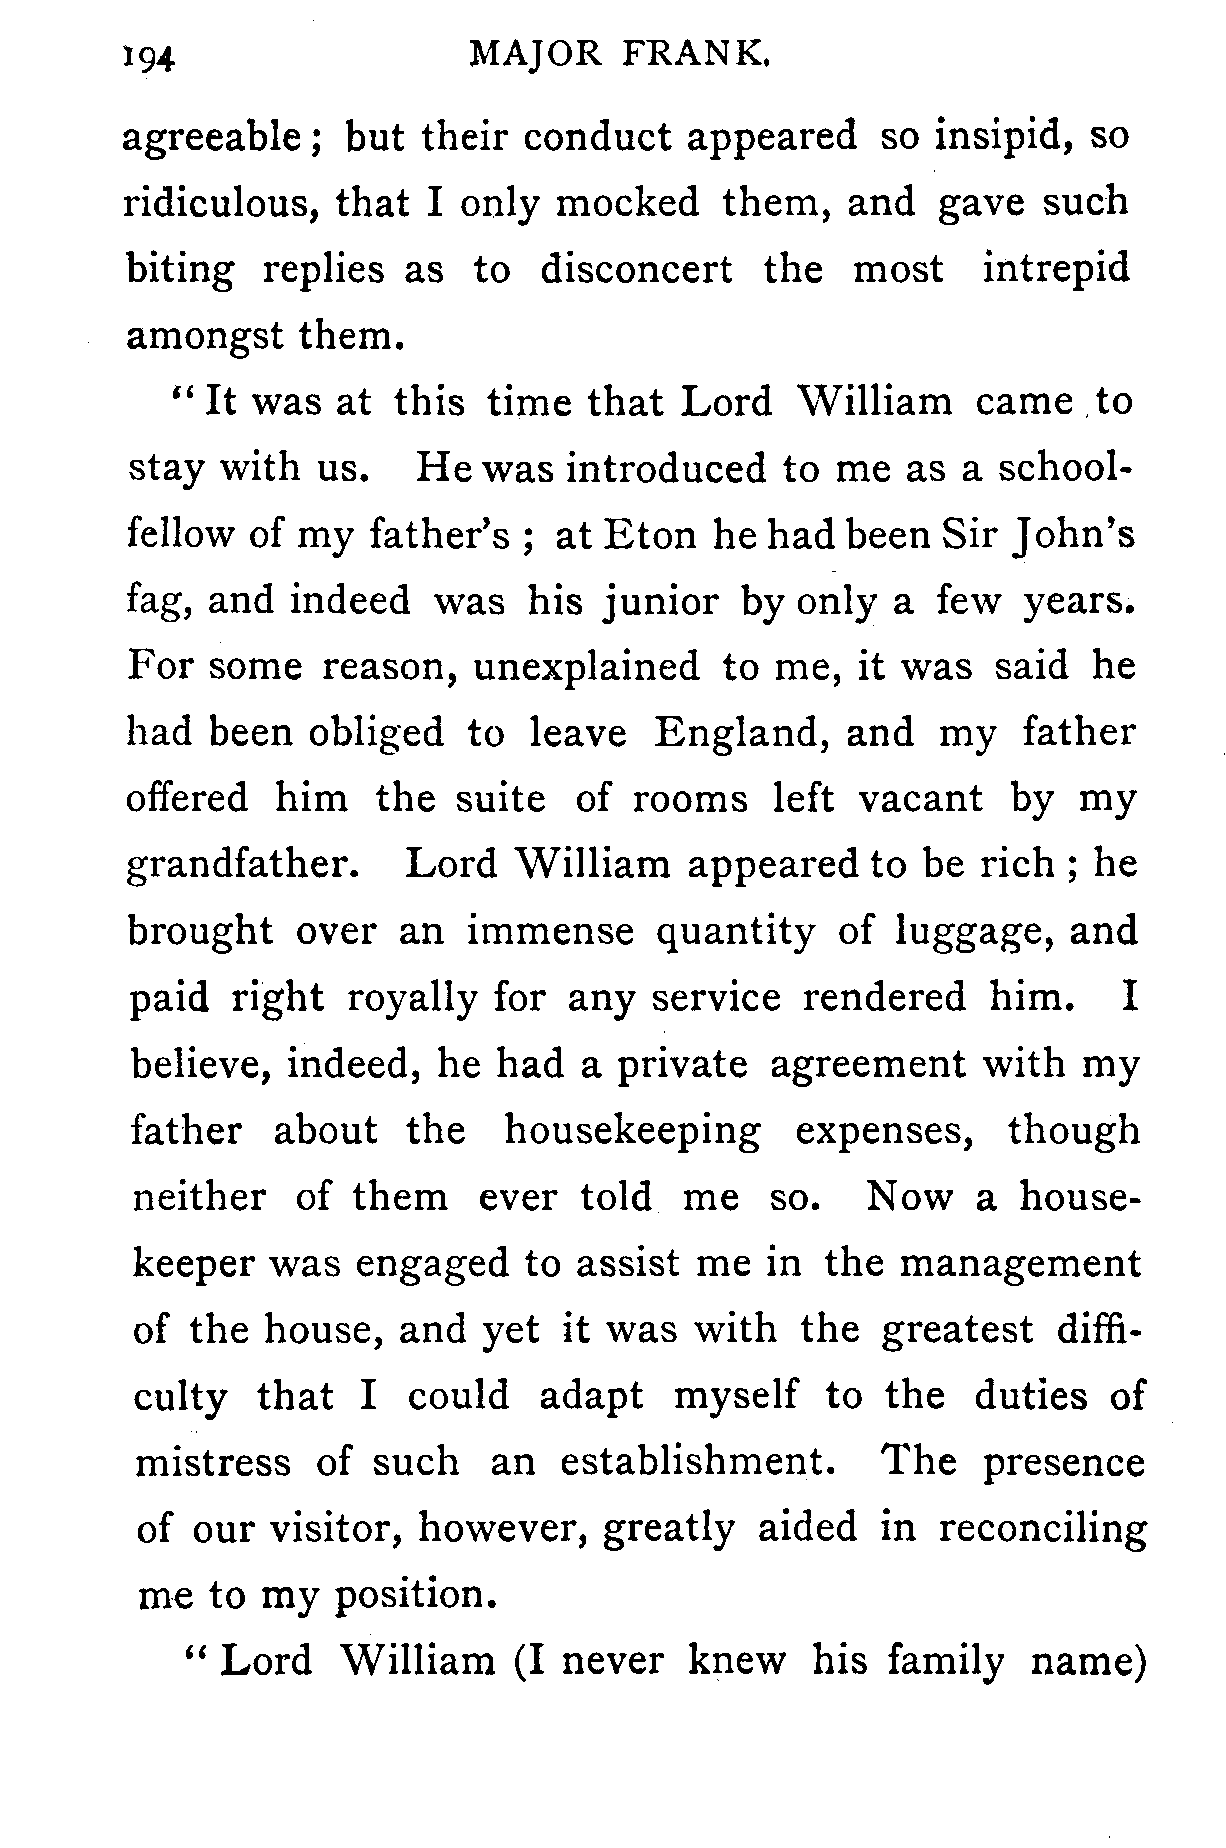 194 MAJOR FRANK.
agreeable ; but their conduct appeared so insipid, so
ridiculous, that I only mocked them, and gave such
biting replies as to disconcert the most intrepid
amongst them.
“ It was at this time that Lord William came to
stay with us. He was introduced to me as a school-
fellow of my father’s ; at Eton he had been Sir John’s
fag, and indeed was his junior by only a few years.
For some reason, unexplained to me, it was said he
had been obliged to leave England, and my father
offered him the suite of rooms left vacant by my
grandfather. Lord William appeared to be rich ; he
brought over an immense quantity of luggage, and
paid right royally for any service rendered him. I
believe, indeed, he had a private agreement with my
father about the housekeeping expenses, though
neither of them ever told me so. Now a house-
keeper was engaged to assist me in the management
of the house, and yet it was with the greatest diffi-
culty that I could adapt myself to the duties of
mistress of such an establishment. The presence
of our visitor, however, greatly aided in reconciling
me to my position.
“ Lord William (I never knew his family name)